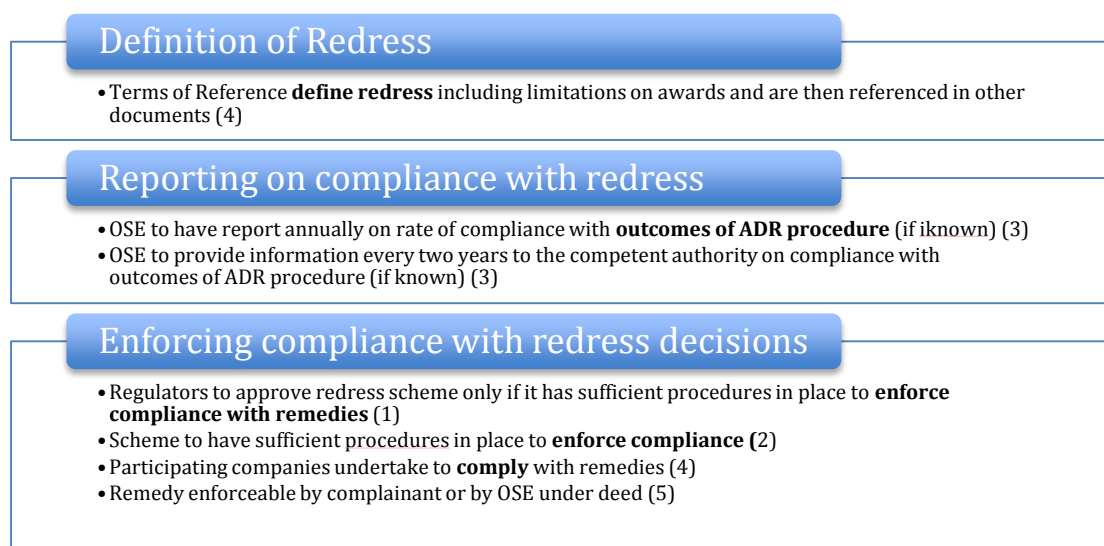 Definition of Redress
•Terms of Reference define redress including limitations on awards and are then referenced in other
documents (4)
Reporting on compliance with redress
•OSE to have report annually on rate of compliance with outcomes of ADR procedure (if iknown) (3)
•OSE to provide information every two years to the competent authority on compliance with
outcomes of ADR procedure (if known) (3)
Enforcing compliance with redress decisions
•Regulators to approve redress scheme only if it has sufficient procedures in place to enforce
compliance with remedies (1)
•Scheme to have sufficient procedures in place to enforce compliance (2)
•Participating companies undertake to comply with remedies (4)
•Remedy enforceable by complainant or by OSE under deed (5)